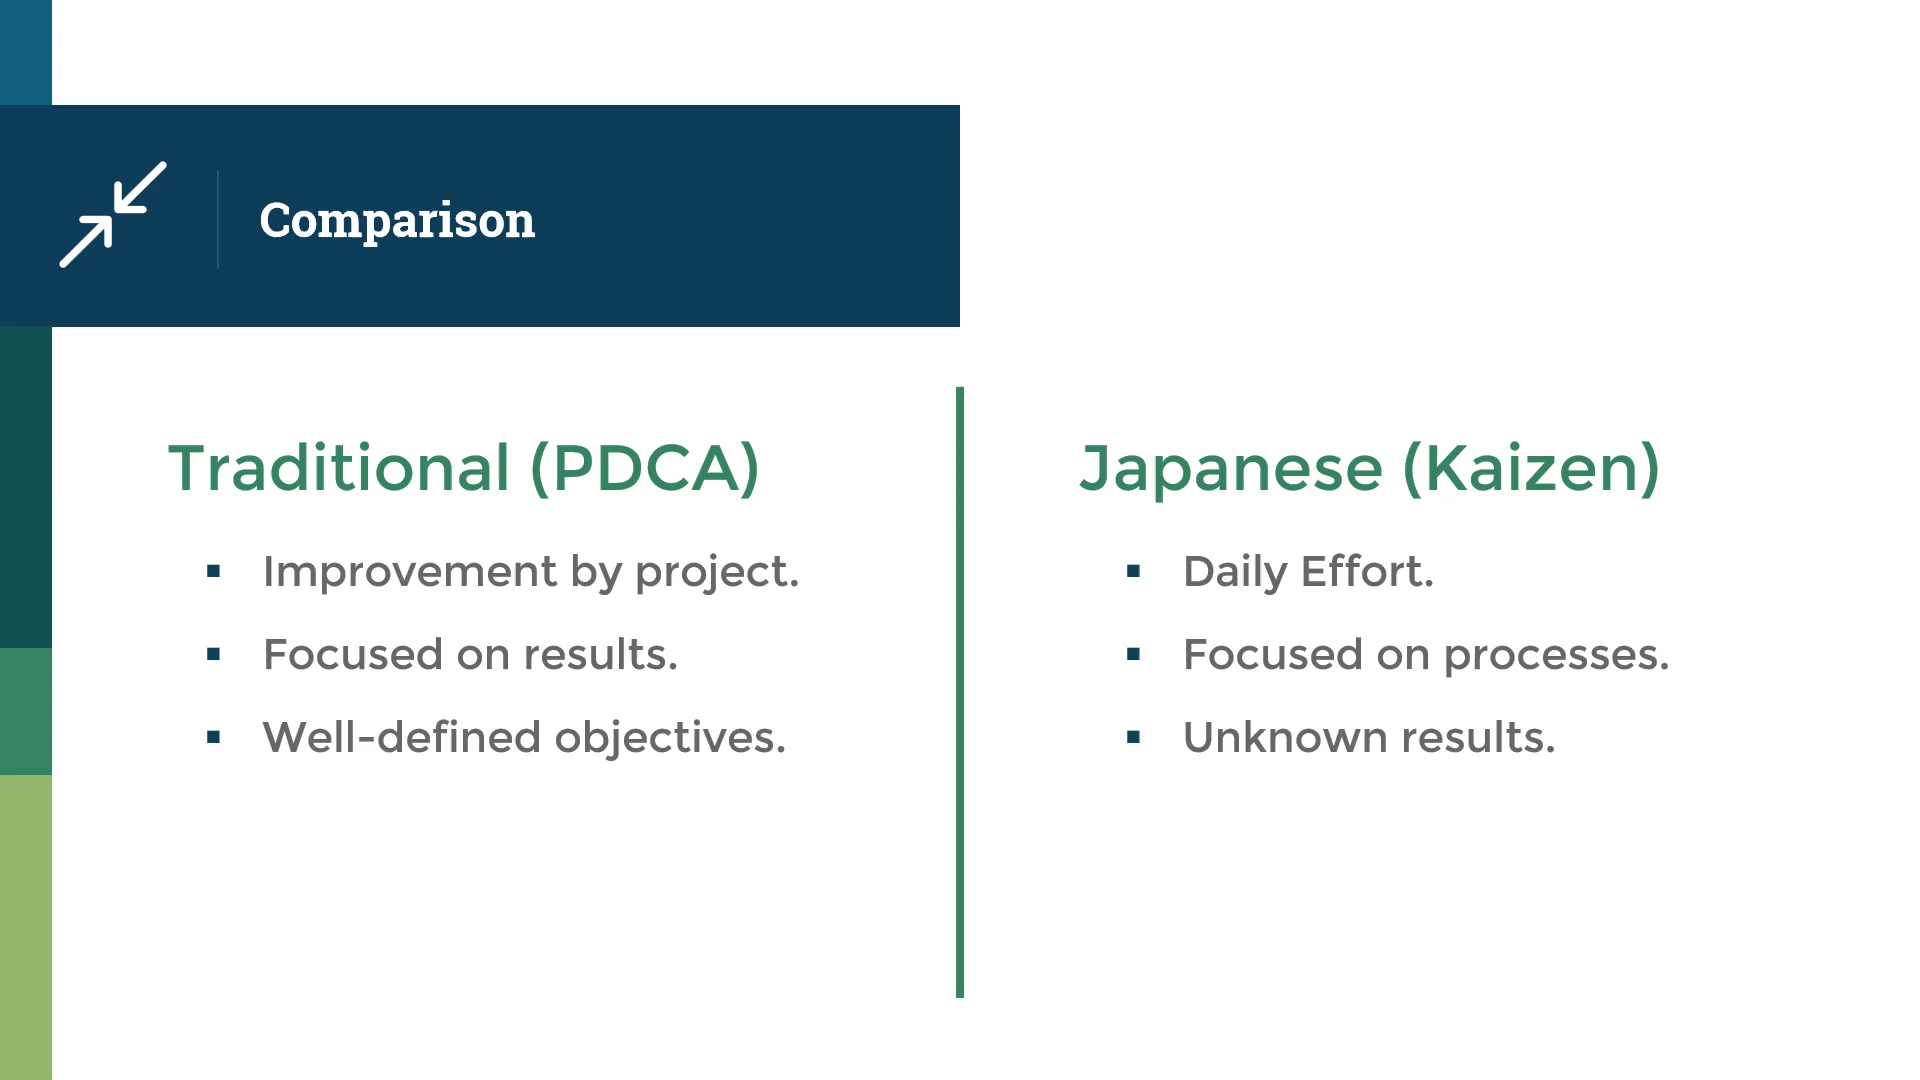 Comparison
Traditional (PDCA)
▪ Improvement by project.
▪ Focused on results.
▪ Well-defined objectives.
Japanese (Kaizen)
▪ Daily Effort.
▪ Focused on processes.
▪ Unknown results.